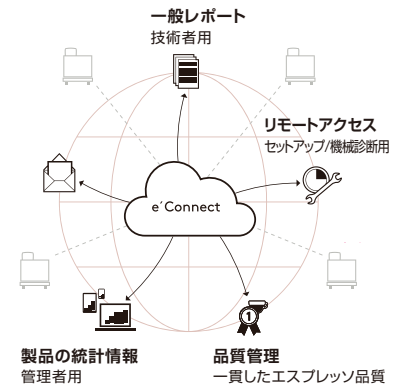 一般レポート
技術者用
リモートアクセス
セットアップ/機械診断用
e'Connect
1
製品の統計情報
管理者用
品質管理
一貫したエスプレッソ品質